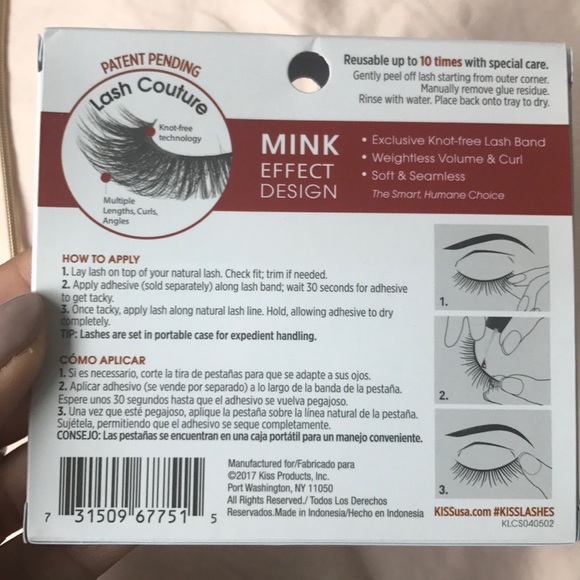 PATENT PENDING
Lash Couture
Knot-free
technology
Multiple
Lengths, Curls,
Angles
Reusable up to 10 times with special care.
Gently peel off lash starting from outer corner.
Manually remove glue residue.
Rinse with water. Place back onto tray to dry.
MINK
EFFECT
DESIGN
• Exclusive Knot-free Lash Band
• Weightless Volume & Curl
• Soft & Seamless
The Smart, Humane Choice
HOW TO APPLY
1. Lay lash on top of your natural lash. Check fit; trim if needed.
2. Apply adhesive (sold separately) along lash band; wait 30 seconds for adhesive
to get tacky.
3. Once tacky, apply lash along natural lash line. Hold, allowing adhesive to dry
completely.
TIP: Lashes are set in portable case for expedient handling.
CÓMO APLICAR
1. Si es necesario, corte la tira de pestañas para que se adapte a sus ojos.
2. Aplicar adhesivo (se vende por separado) a lo largo de la banda de la pestaña.
Espere unos 30 segundos hasta que el adhesivo se vuelva pegajoso.
3. Una vez que esté pegajoso, aplique la pestaña sobre la línea natural de la pestaña.
Sujétela, permitiendo que el adhesivo se seque completamente.
CONSEJO: Las pestañas se encuentran en una caja portátil para un manejo conveniente.
1.
2.
3.
7 31509 67751 5
Manufactured for/Fabricado para
©2017 Kiss Products, Inc.
Port Washington, NY 11050
All Rights Reserved./ Todos Los Derechos
Reservados.Made in Indonesia/Hecho en Indonesia
KISSusa.com #KISSLASHES
KLCS040502